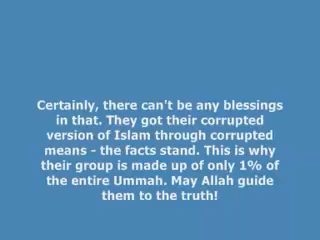 Certainly, there can't be any blessings
in that. They got their corrupted
version of Islam through corrupted
means - the facts stand. This is why
their group is made up of only 1% of
the entire Ummah. May Allah guide
them to the truth!